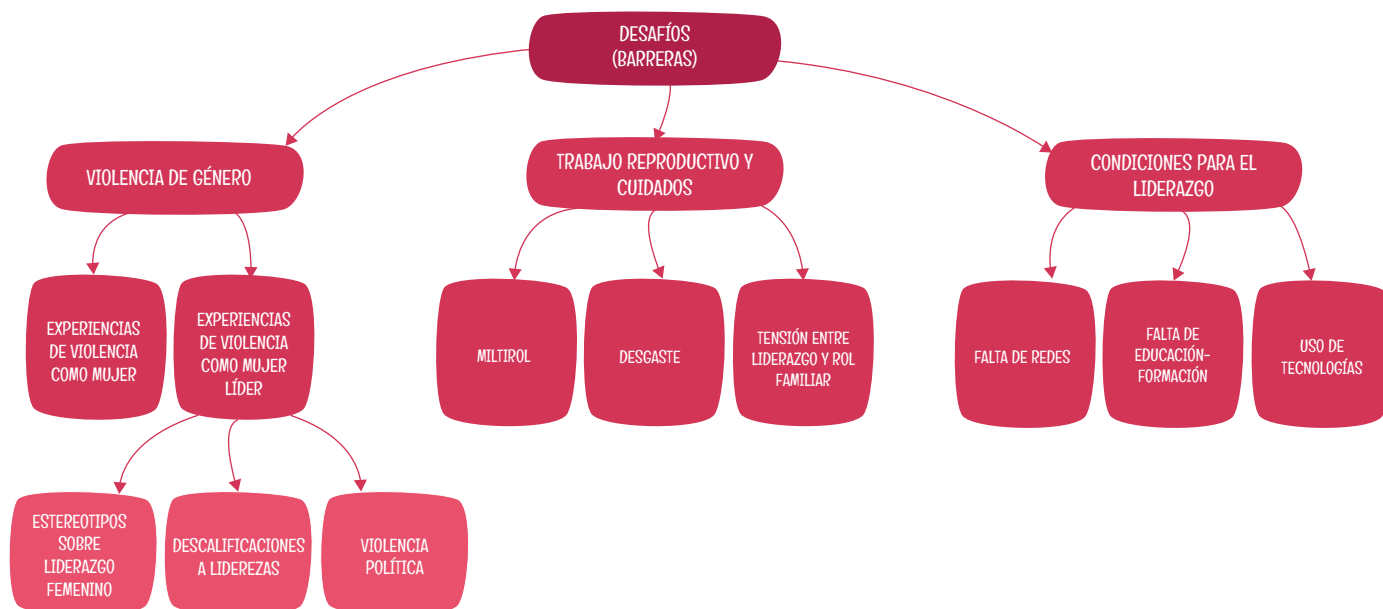 DESAFÍOS
(BARRERAS)
VIOLENCIA DE GÉNERO
TRABAJO REPRODUCTIVO Y
CUIDADOS
CONDICIONES PARA EL
LIDERAZGO
EXPERIENCIAS
DE VIOLENCIA
COMO MUJER
EXPERIENCIAS
DE VIOLENCIA
COMO MUJER
LÍDER
MILTIROL
DESGASTE
TENSIÓN ENTRE
LIDERAZGO Y ROL
FAMILIAR
FALTA DE REDES
FALTA DE
EDUCACIÓN-
FORMACIÓN
USO DE
TECNOLOGÍAS
ESTEREOTIPOS
SOBRE
LIDERAZGO
FEMENINO
DESCALIFICACIONES
A LIDEREZAS
VIOLENCIA
POLÍTICA